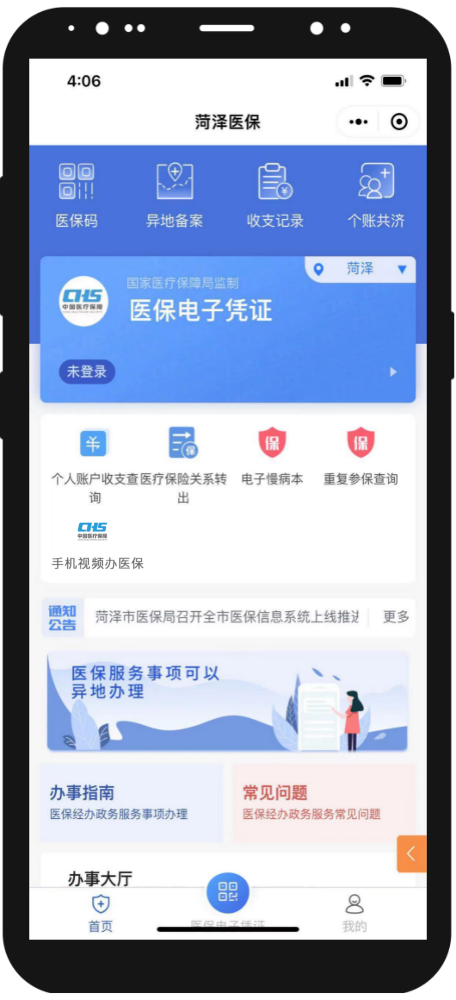 4:06
菏泽医保
医保码 异地备案 收支记录 个账共济
菏泽
国家医疗保障局监制
CHS
中国医疗保障
医保电子凭证
未登录
个人账户收支查 医疗保险关系转 电子慢病本 重复参保查询
询 出
保 保 保
CHS
中国医疗保障
手机视频办医保
通知
公告
菏泽市医保局召开全市医保信息系统上线推进
更多
医保服务事项可以
异地办理
办事指南
医保经办政务服务事项办理
常见问题
医保经办政务服务常见问题
办事大厅
首页 医保电子凭证 我的